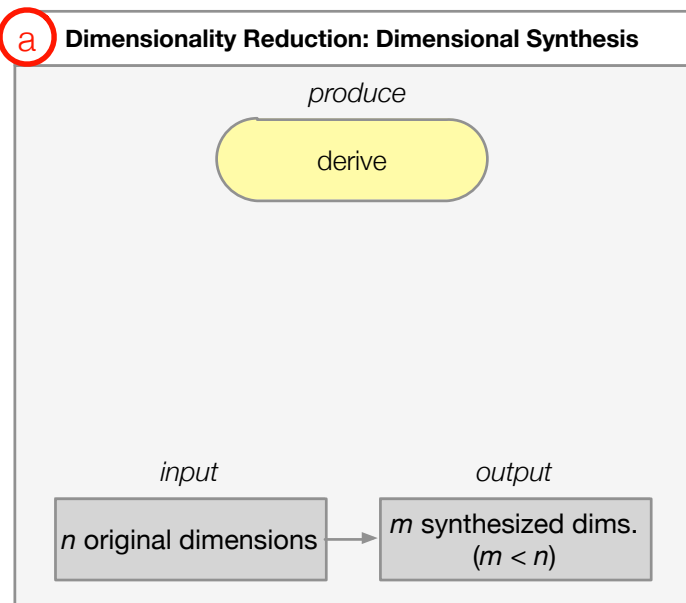 a Dimensionality Reduction: Dimensional Synthesis
produce
derive
input output
n original dimensions m synthesized dims.
(m < n)